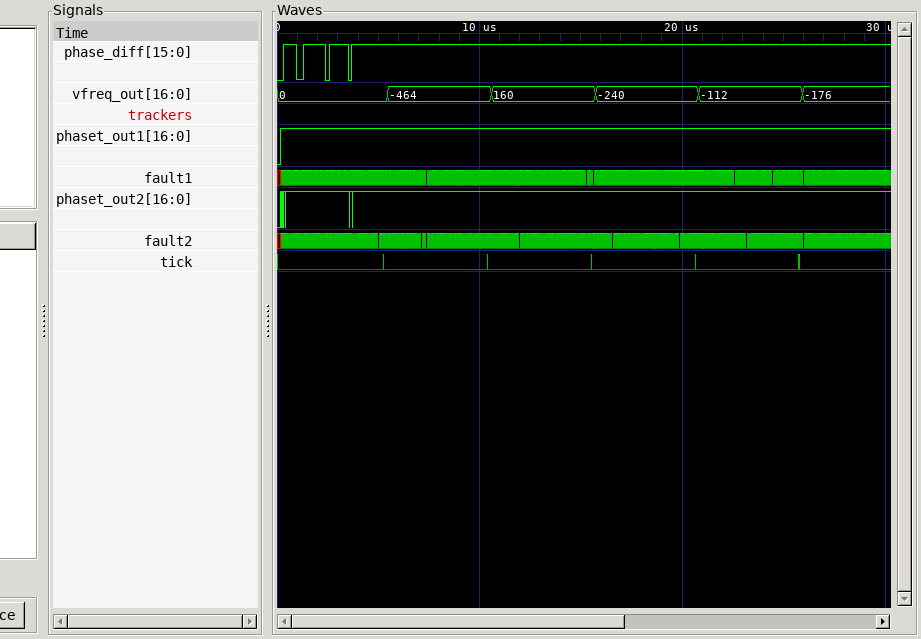 Signals
Waves
Time
0 10 us 20 us 30 u
phase_diff[15:0]
vfreq_out[16:0]
0 -464 160 -240 -112 -176
trackers
phaset_out1[16:0]
fault1
phaset_out2[16:0]
fault2
tick
ce